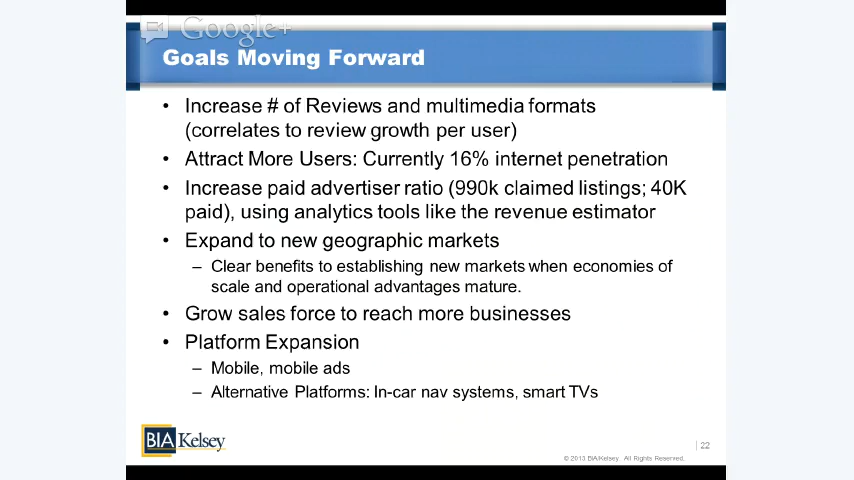 Google+
Goals Moving Forward
• Increase # of Reviews and multimedia formats
(correlates to review growth per user)
• Attract More Users: Currently 16% internet penetration
• Increase paid advertiser ratio (990k claimed listings; 40K
paid), using analytics tools like the revenue estimator
• Expand to new geographic markets
– Clear benefits to establishing new markets when economies of
scale and operational advantages mature.
• Grow sales force to reach more businesses
• Platform Expansion
– Mobile, mobile ads
– Alternative Platforms: In-car nav systems, smart TVs
BIA Kelsey
22
© 2013 BIA/Kelsey. All Rights Reserved.